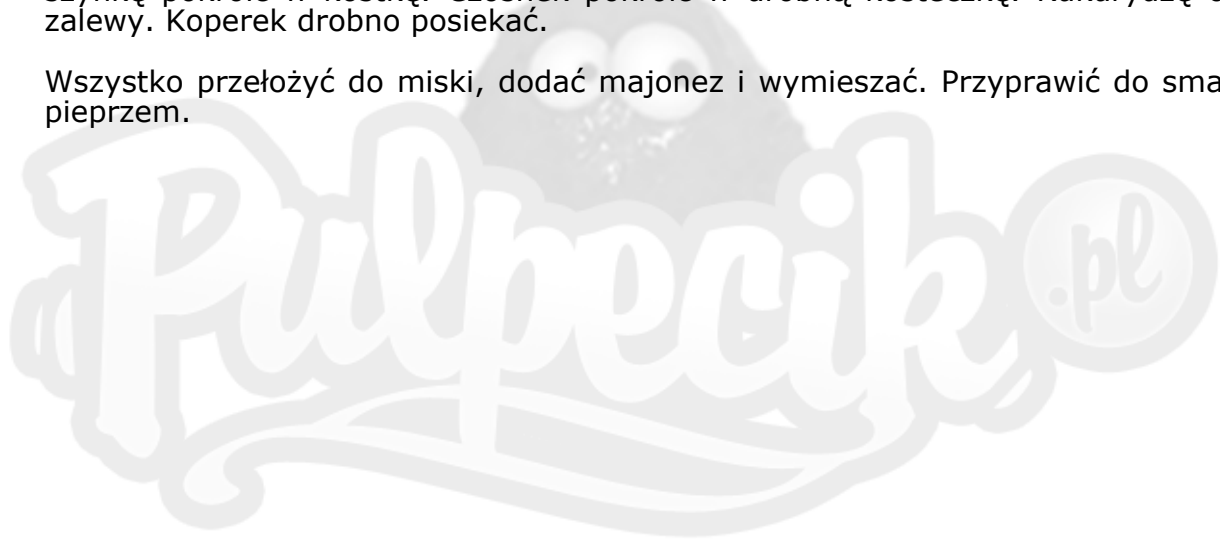 zalewy. Koperek drobno posiekać.
Wszystko przełożyć do miski, dodać majonez i wymieszać. Przyprawić do sma
pieprzem.
Pulpecik .pl